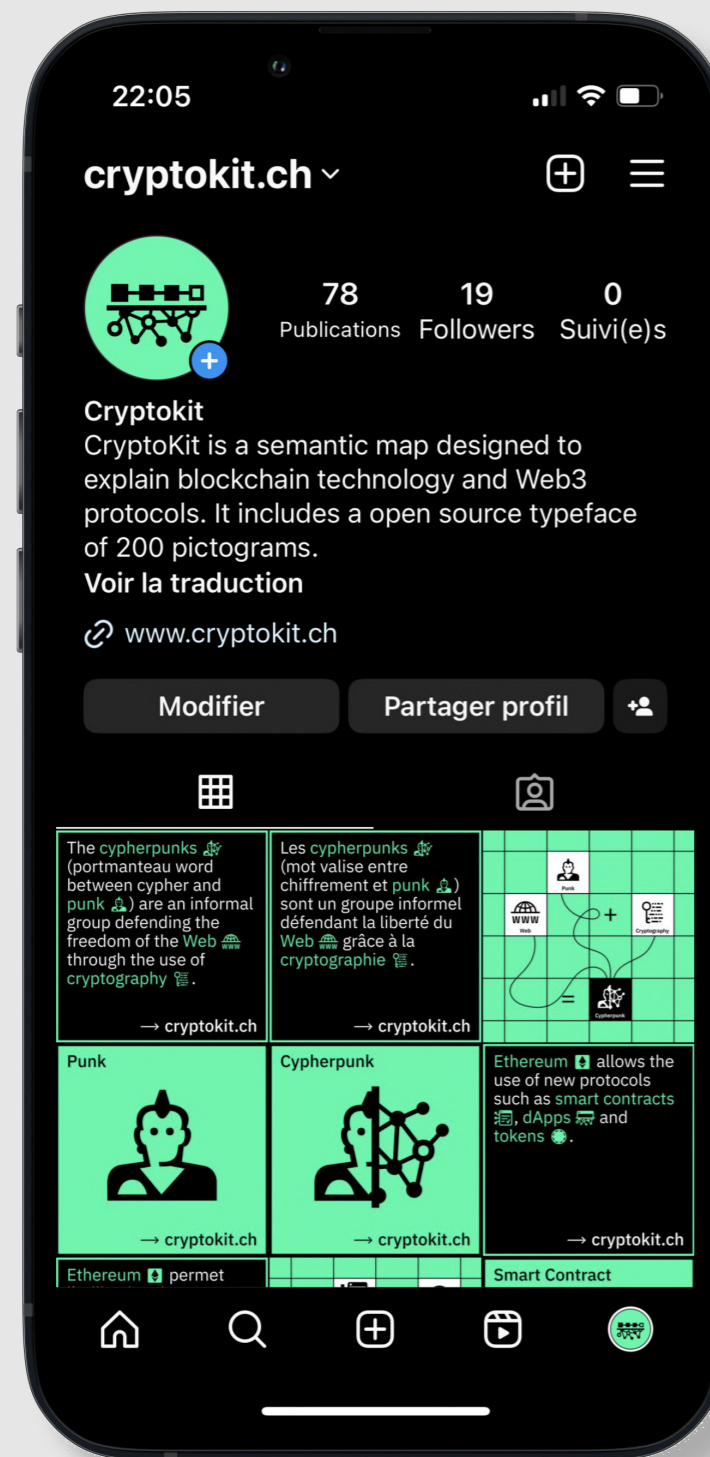 22:05
cryptokit.ch
78
Publications
19
Followers
0
Suivi(e)s
Cryptokit
CryptoKit is a semantic map designed to
explain blockchain technology and Web3
protocols. It includes a open source typeface
of 200 pictograms.
Voir la traduction
www.cryptokit.ch
Modifier
Partager profil
The cypherpunks
(portmanteau word
between cypher and
punk ) are an informal
group defending the
freedom of the Web
through the use of
cryptography .
→ cryptokit.ch
Les cypherpunks
(mot valise entre
chiffrement et punk )
sont un groupe informel
défendant la liberté du
Web grâce à la
cryptographie .
→ cryptokit.ch
Punk
WWW
Web
+
Cryptography
=
Cypherpunk
Punk
→ cryptokit.ch
Cypherpunk
→ cryptokit.ch
Ethereum allows the
use of new protocols
such as smart contracts
, dApps and
tokens .
→ cryptokit.ch
Ethereum permet
Smart Contract